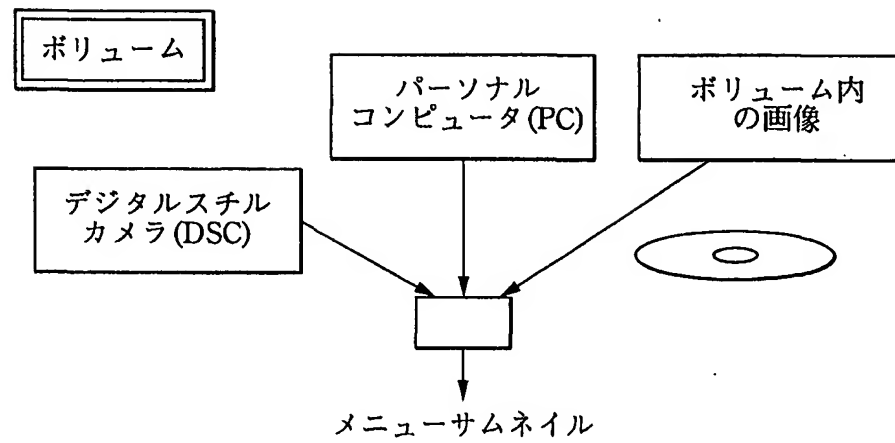 ボリューム
パーソナル
コンピュータ(PC)
ボリューム内
の画像
デジタルスチル
カメラ(DSC)
メニューサムネイル